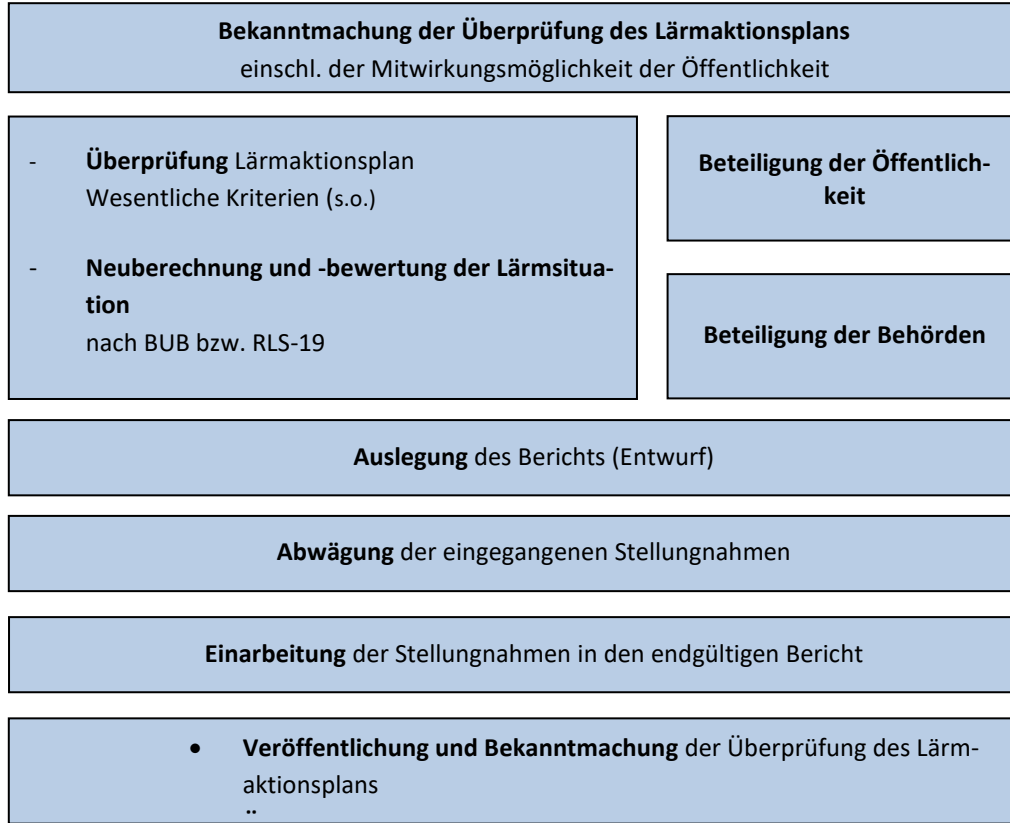 Bekanntmachung der Überprüfung des Lärmaktionsplans
einschl. der Mitwirkungsmöglichkeit der Öffentlichkeit
- Überprüfung Lärmaktionsplan
Wesentliche Kriterien (s.o.)
- Neuberechnung und -bewertung der Lärmsitua-
tion
nach BUB bzw. RLS-19
Beteiligung der Öffentlich-
keit
Beteiligung der Behörden
Auslegung des Berichts (Entwurf)
Abwägung der eingegangenen Stellungnahmen
Einarbeitung der Stellungnahmen in den endgültigen Bericht
• Veröffentlichung und Bekanntmachung der Überprüfung des Lärm-
aktionsplans